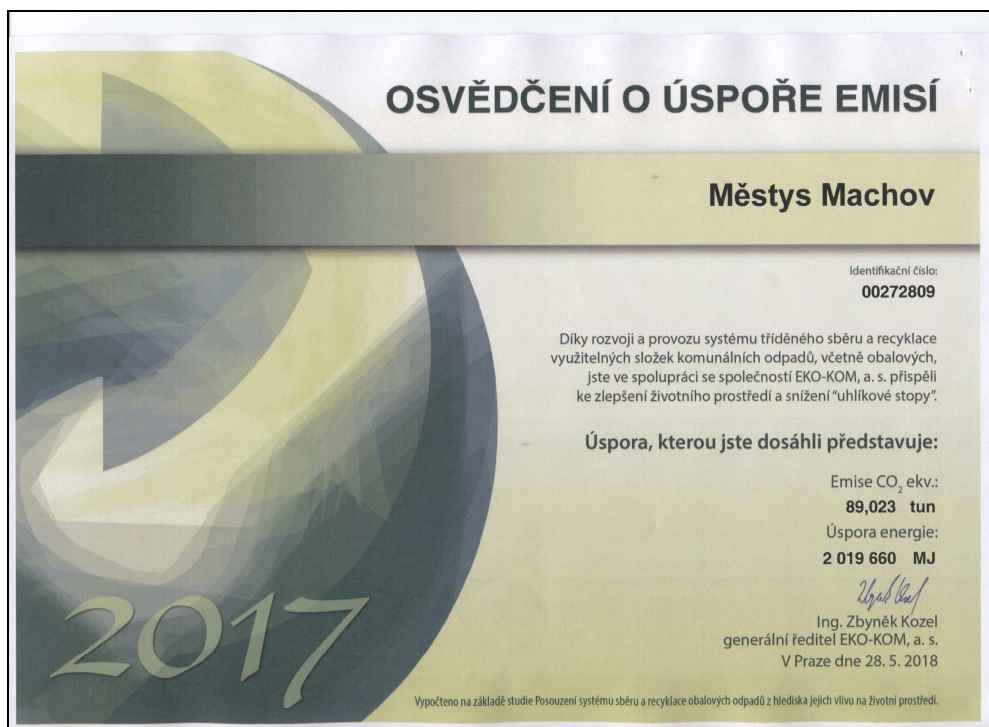 OSVĚDČENÍ O ÚSPOŘE EMISÍ
Městys Machov
Identifikační číslo:
00272809
Díky rozvoji a provozu systému tříděného sběru a recyklace
využitelných složek komunálních odpadů, včetně obalových,
jste ve spolupráci se společností EKO-KOM, a. s. přispěli
ke zlepšení životního prostředí a snížení "uhlíkové stopy".
Úspora, kterou jste dosáhli představuje:
Emise CO₂ ekv.:
89,023 tun
Úspora energie:
2 019 660 MJ
Ing. Zbyněk Kozel
generální ředitel EKO-KOM, a. s.
V Praze dne 28. 5. 2018
2017
Vypočteno na základě studie Posouzení systému sběru a recyklace obalových odpadů z hlediska jejich vlivu na životní prostředí.